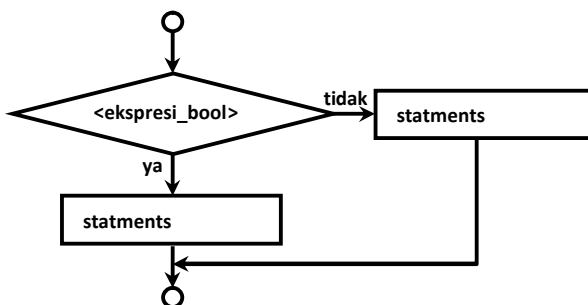 <ekspresi_bool>
tidak
statments
ya
statments